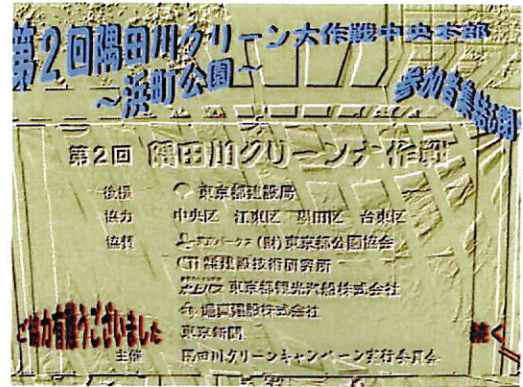 第2回隅田川クリーン大作戦中央本部
～浜町公園～
第2回 隅田川クリーン大作戦
後援 東京都建設局
協力 中央区 江東区 墨田区 台東区
協賛 (財)東京都公園協会
建設技術研究所
東京都観光汽船株式会社
堀口建設株式会社
東京新聞
主催 隅田川クリーンキャンペーン実行委員会
ご協力有難うございました
続く